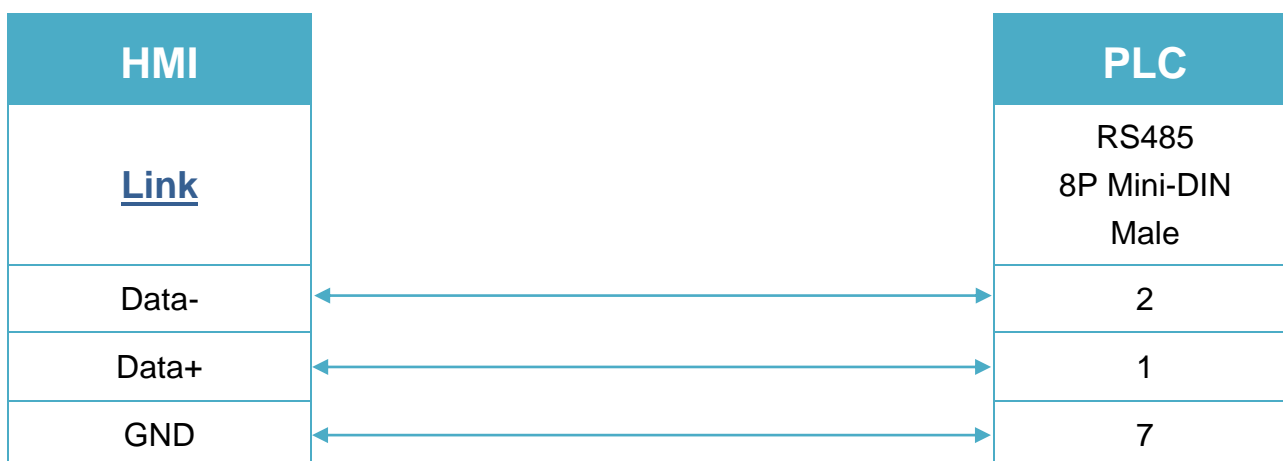 HMI PLC
Link RS485
8P Mini-DIN
Male
Data- 2
Data+ 1
GND 7